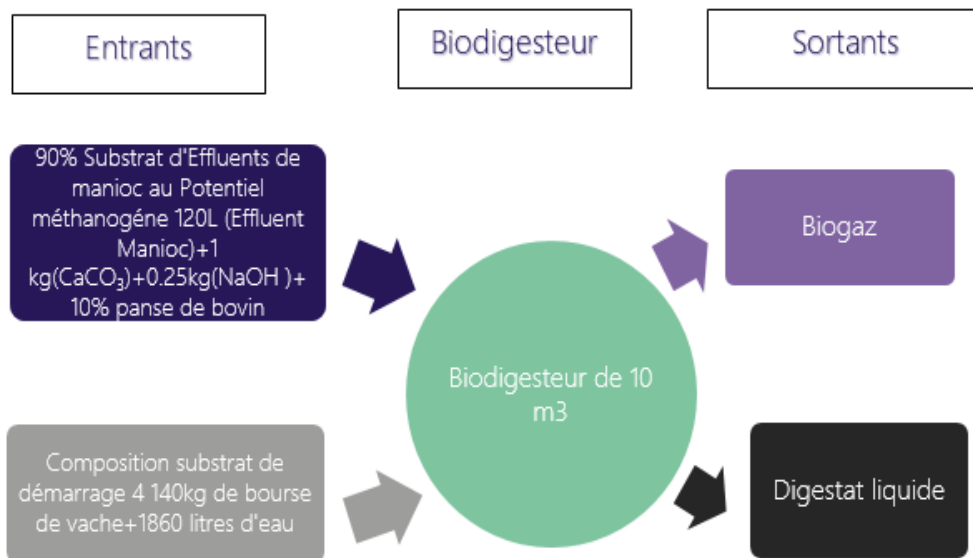 Entrants
Biodigesteur
Sortants
90% Substrat d'Effluents de
manioc au Potentiel
méthanogéne 120L (Effluent
Manioc)+1
kg(CaCO₃)+0.25kg(NaOH )+
10% panse de bovin
Biogaz
Biodigesteur de 10
m3
Composition substrat de
démarrage 4 140kg de bourse
de vache+1860 litres d'eau
Digestat liquide